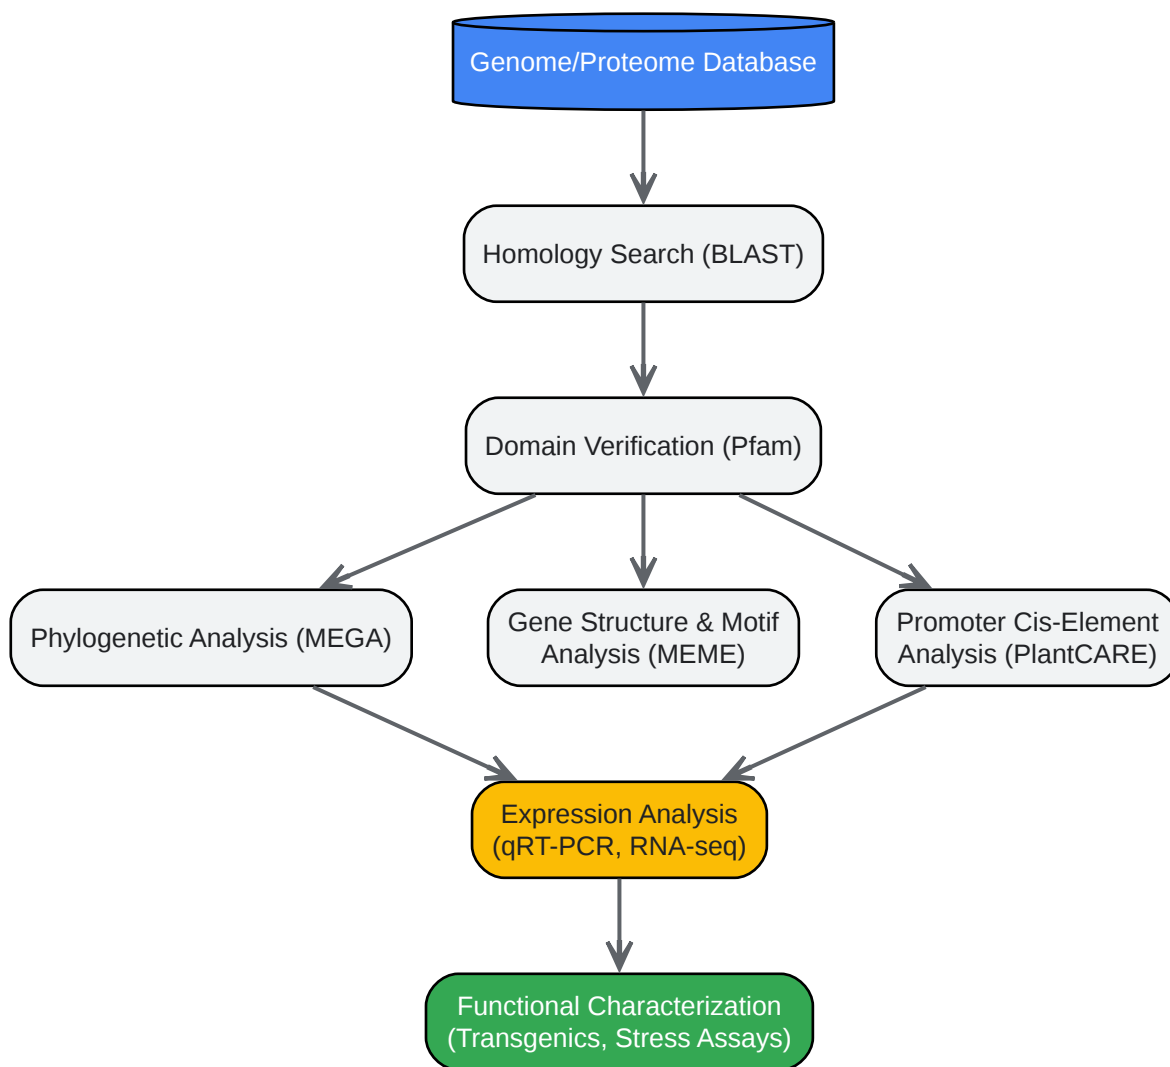 Genome/Proteome Database
Homology Search (BLAST)
Domain Verification (Pfam)
Phylogenetic Analysis (MEGA)
Gene Structure & Motif
Analysis (MEME)
Promoter Cis-Element
Analysis (PlantCARE)
Expression Analysis
(qRT-PCR, RNA-seq)
Functional Characterization
(Transgenics, Stress Assays)